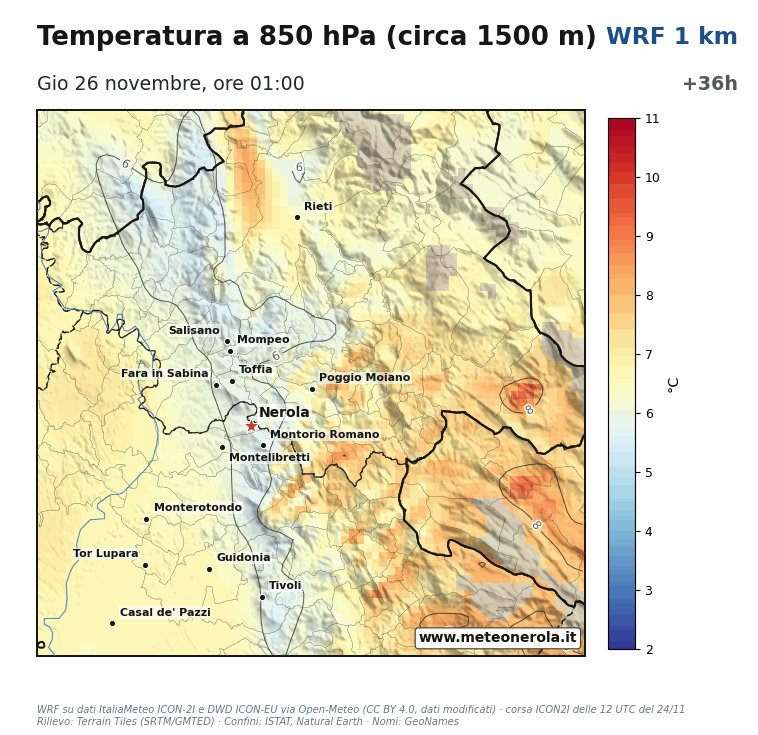 Temperatura a 850 hPa (circa 1500 m) WRF 1 km
Gio 26 novembre, ore 01:00 +36h
6
6
Rieti
Salisano
Mompeo
6
Toffia
Fara in Sabina
Poggio Moiano
8
Nerola
Montorio Romano
Montelibretti
Monterotondo
8
Tor Lupara
Guidonia
Tivoli
Casal de' Pazzi
www.meteonerola.it
11
10
9
8
7
6
5
4
3
2
°C
WRF su dati ItaliaMeteo ICON-2I e DWD ICON-EU via Open-Meteo (CC BY 4.0, dati modificati) · corsa ICON2I delle 12 UTC del 24/11
Rilievo: Terrain Tiles (SRTM/GMTED) · Confini: ISTAT, Natural Earth · Nomi: GeoNames